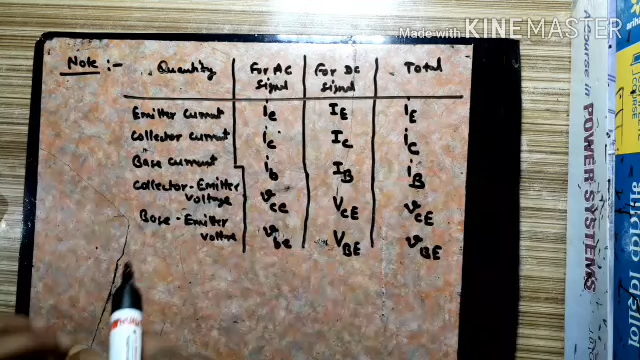 Made with KINEMASTER
Note :- Quantity For AC Signal For DC Signal Total
Emitter Current ie IE iE
Collector Current ic IC iC
Base Current ib IB iB
Collector-Emitter Voltage vce VCE vCE
Base-Emitter Voltage vbe VBE vBE
Course
POWER SYSTEMS
COURSE